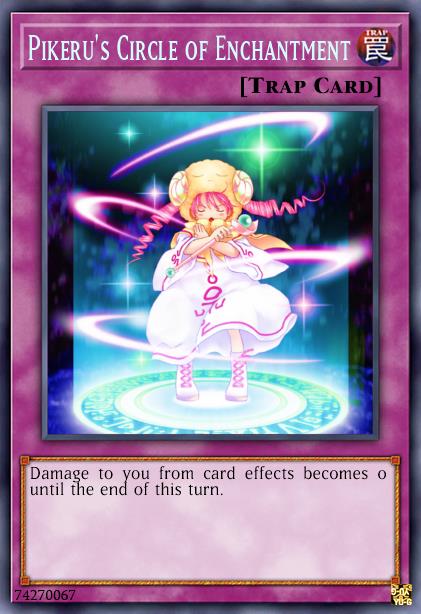 Pikeru's Circle of Enchantment
TRAP
罠
[Trap Card]
Damage to you from card effects becomes 0
until the end of this turn.
74270067